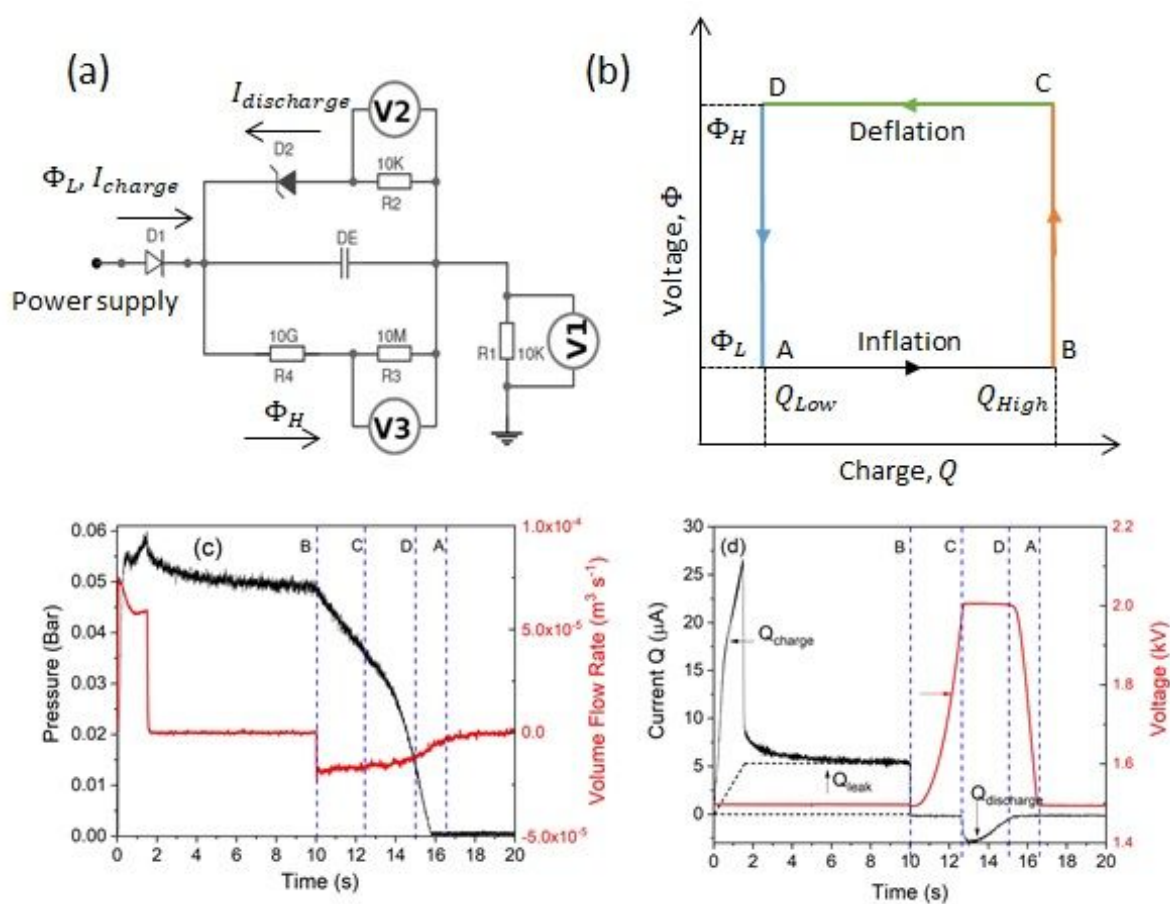 (a)
I_discharge
V2
D2
10K
R2
Φ_L, I_charge
D1
DE
Power supply
10G
10M
R4
R3
R1
10K
V1
Φ_H
V3
(b)
Voltage, Φ
Φ_H
D
C
Deflation
Φ_L
A
Inflation
B
Q_Low
Q_High
Charge, Q
(c)
B
C
D
A
Pressure (Bar)
0.06
0.05
0.04
0.03
0.02
0.01
0.00
0 2 4 6 8 10 12 14 16 18 20
Time (s)
1.0x10⁻⁴
5.0x10⁻⁵
0.0
-5.0x10⁻⁵
Volume Flow Rate (m³ s⁻¹)
(d)
B
C
D
A
Current Q (µA)
30
25
20
15
10
5
0
Q_charge
Q_leak
Q_discharge
0 2 4 6 8 10 12 14 16 18 20
Time (s)
2.2
2.0
1.8
1.6
1.4
Voltage (kV)